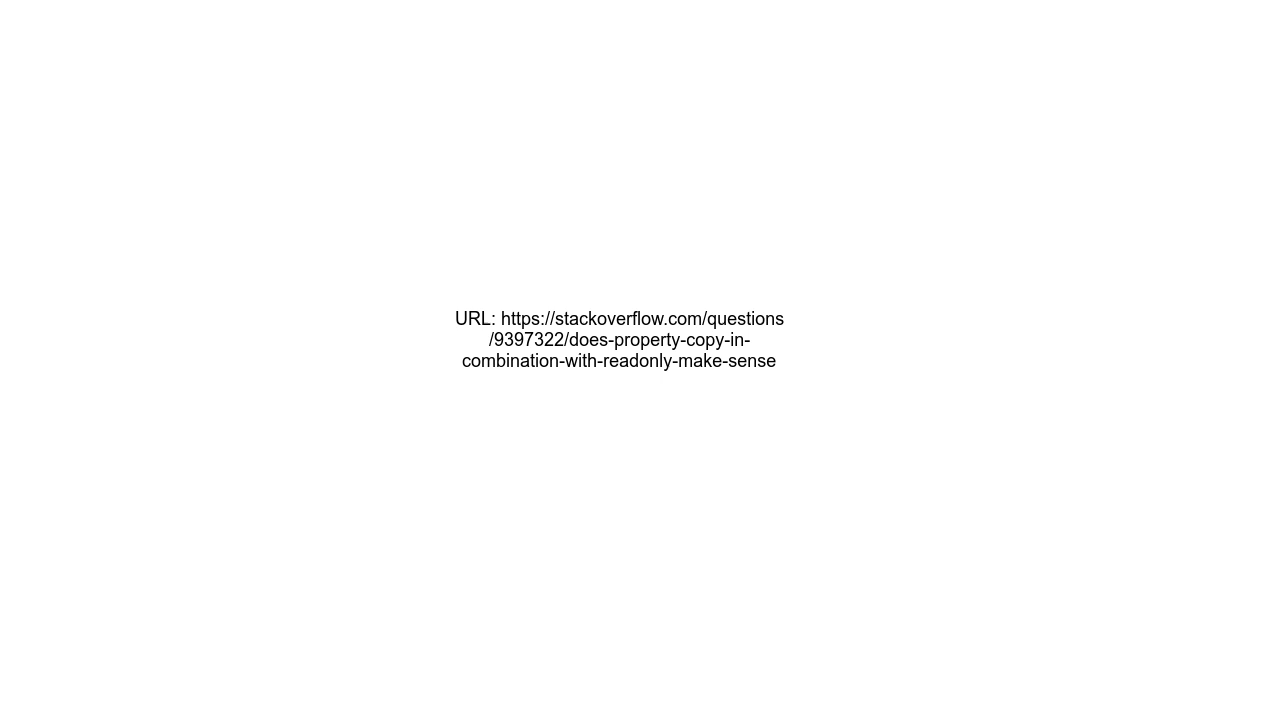 URL: https://stackoverflow.com/questions
/9397322/does-property-copy-in-
combination-with-readonly-make-sense